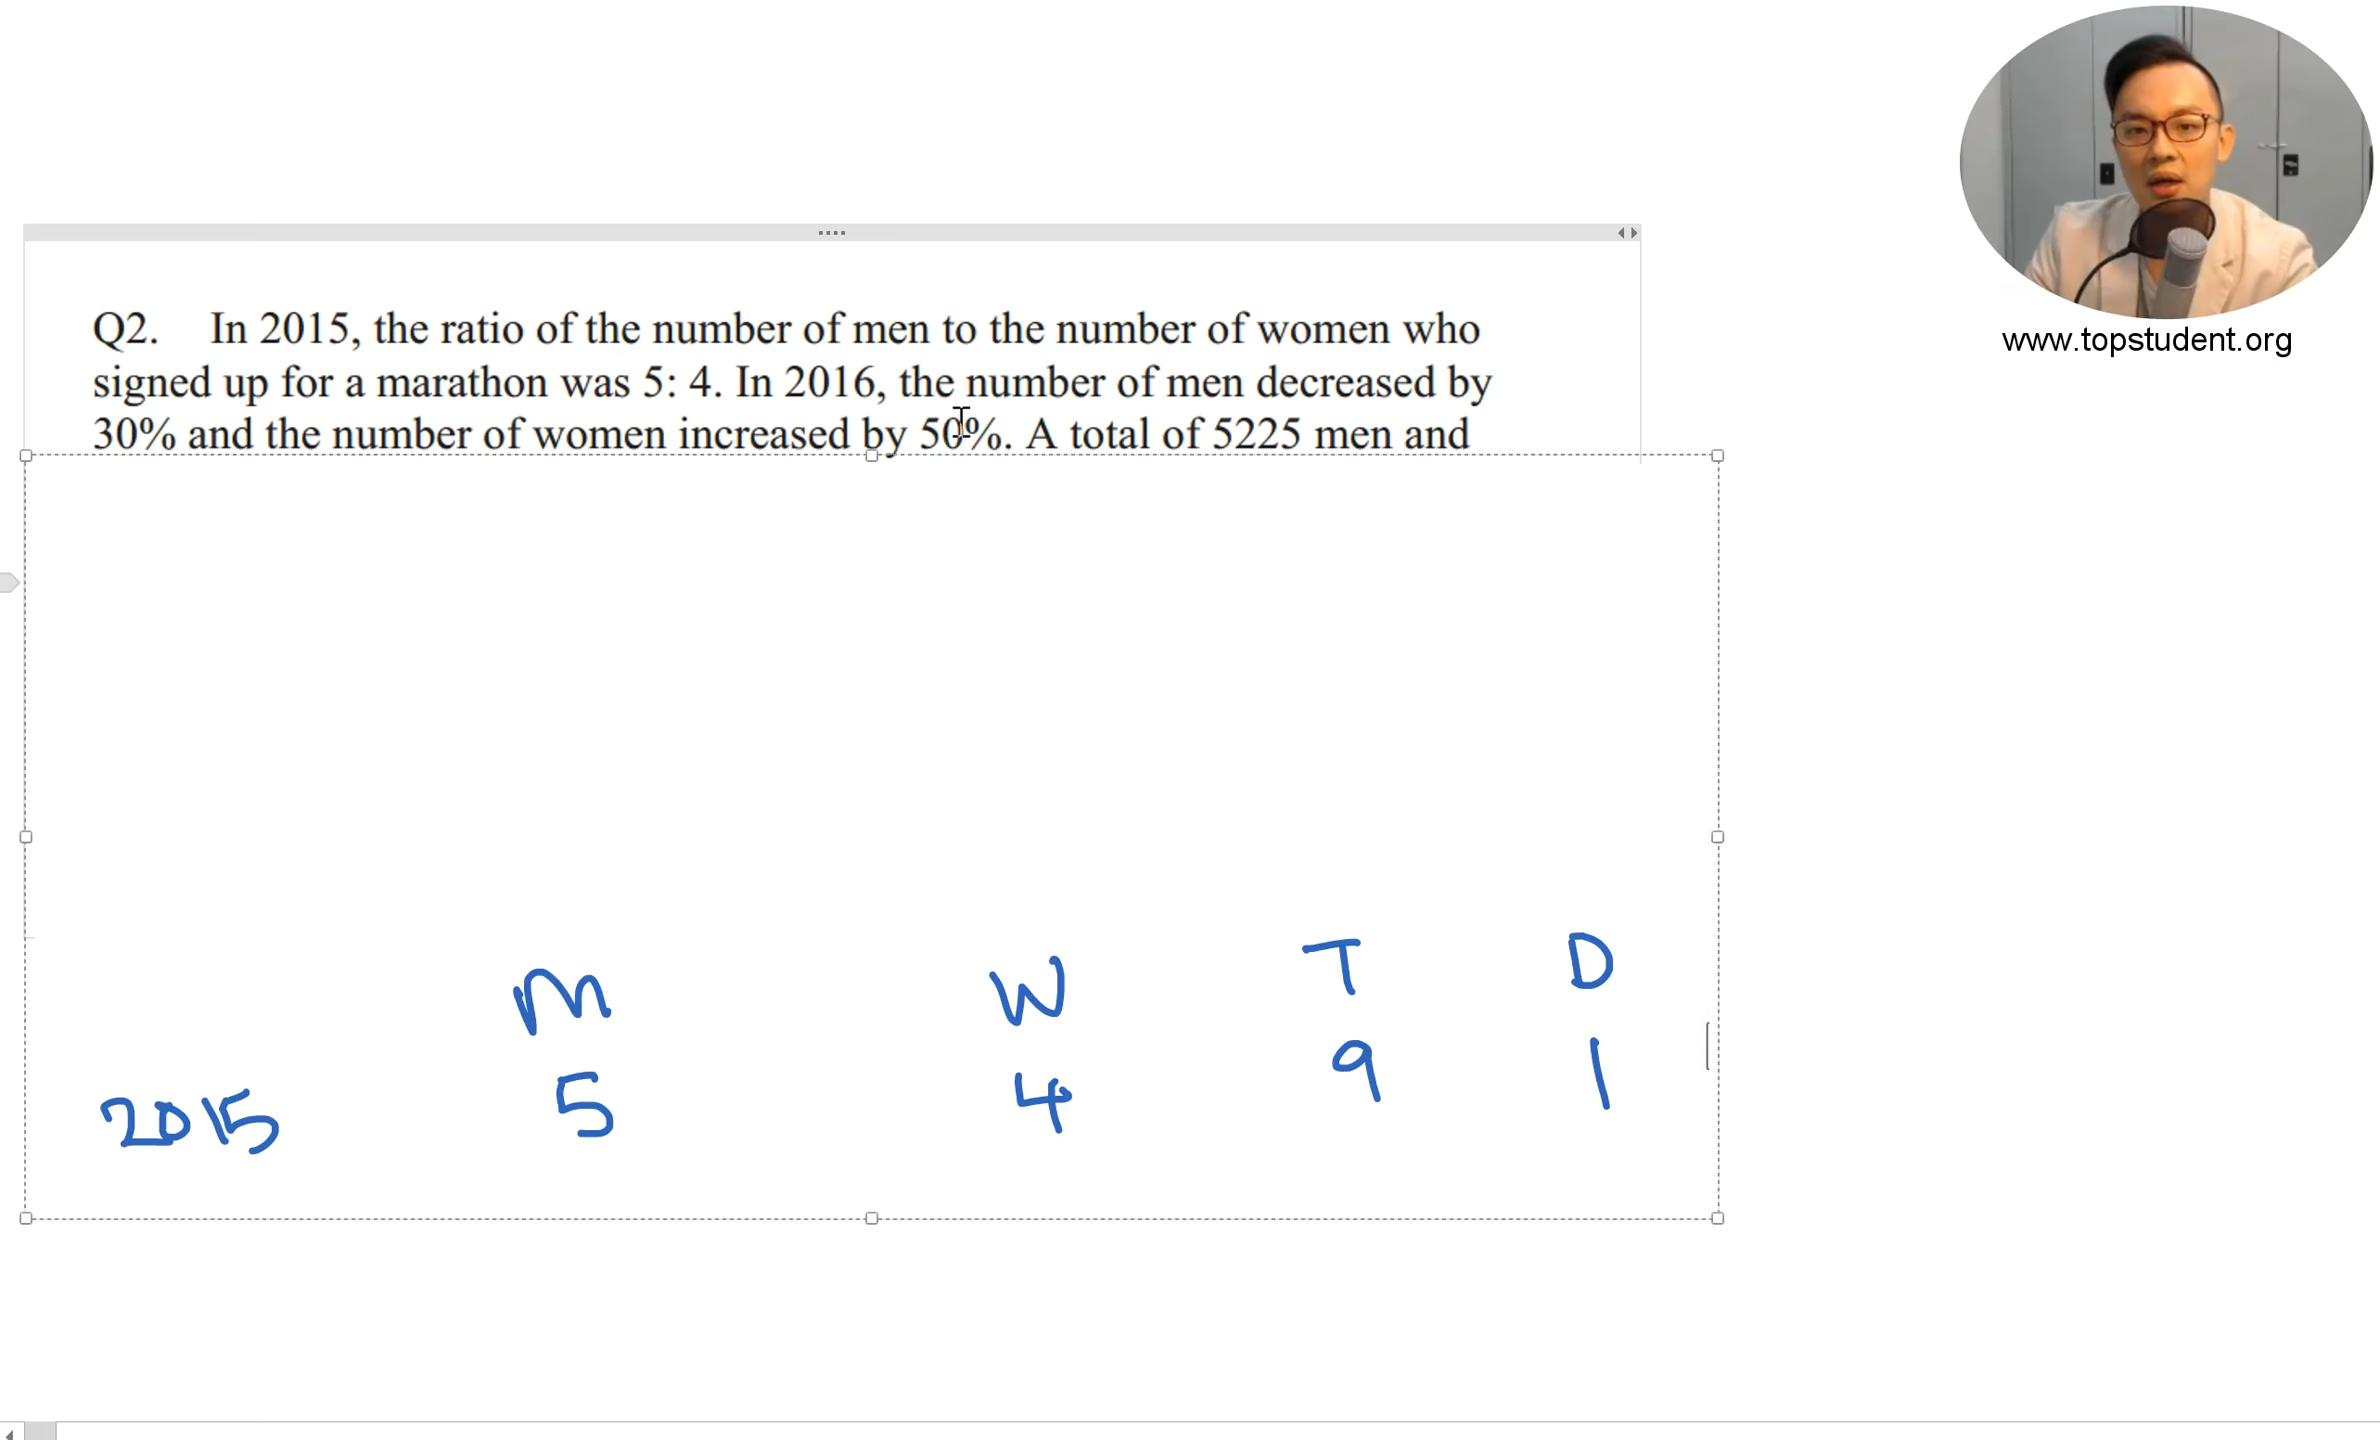 www.topstudent.org
Q2. In 2015, the ratio of the number of men to the number of women who
signed up for a marathon was 5: 4. In 2016, the number of men decreased by
30% and the number of women increased by 50%. A total of 5225 men and
M W T D
2015 5 4 9 1